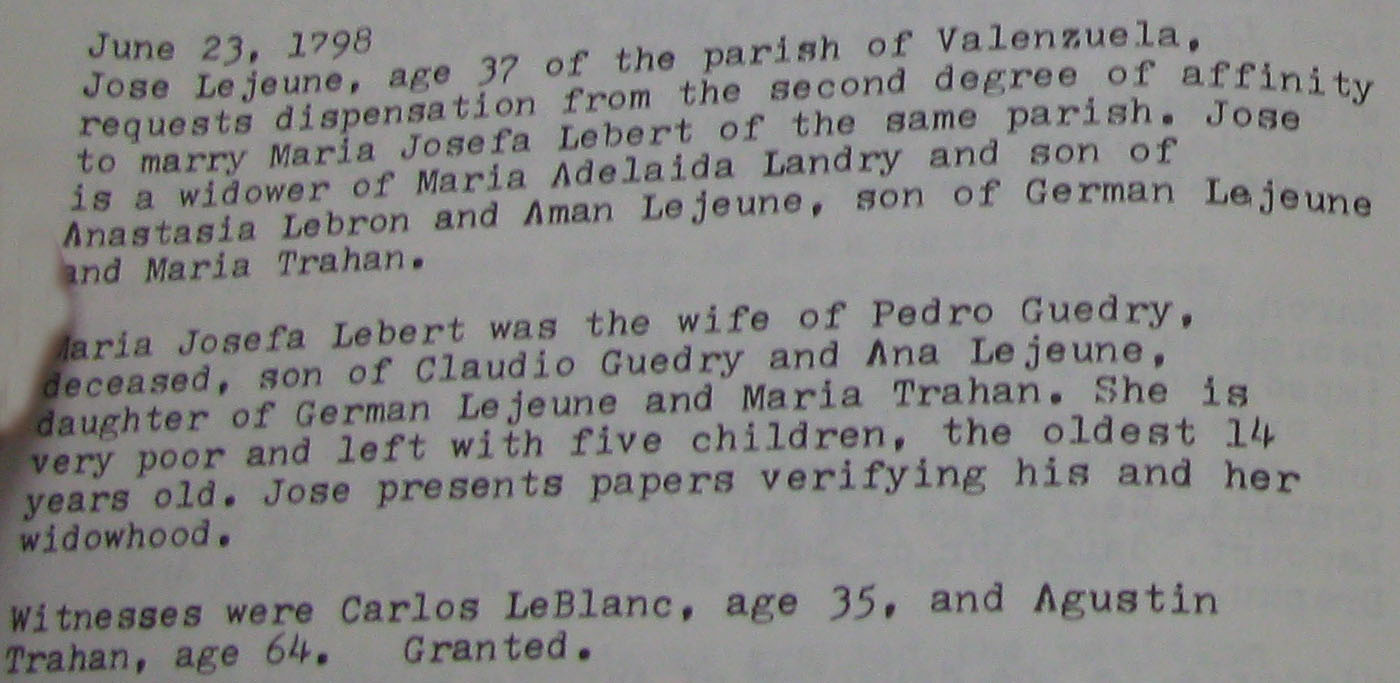 June 23, 1798
Jose Lejeune, age 37 of the parish of Valenzuela,
requests dispensation from the second degree of affinity
to marry Maria Josefa Lebert of the same parish. Jose
is a widower of Maria Adelaida Landry and son of
Anastasia Lebron and Aman Lejeune, son of German Lejeune
and Maria Trahan.
Maria Josefa Lebert was the wife of Pedro Guedry,
deceased, son of Claudio Guedry and Ana Lejeune,
daughter of German Lejeune and Maria Trahan. She is
very poor and left with five children, the oldest 14
years old. Jose presents papers verifying his and her
widowhood.
Witnesses were Carlos LeBlanc, age 35, and Agustin
Trahan, age 64. Granted.